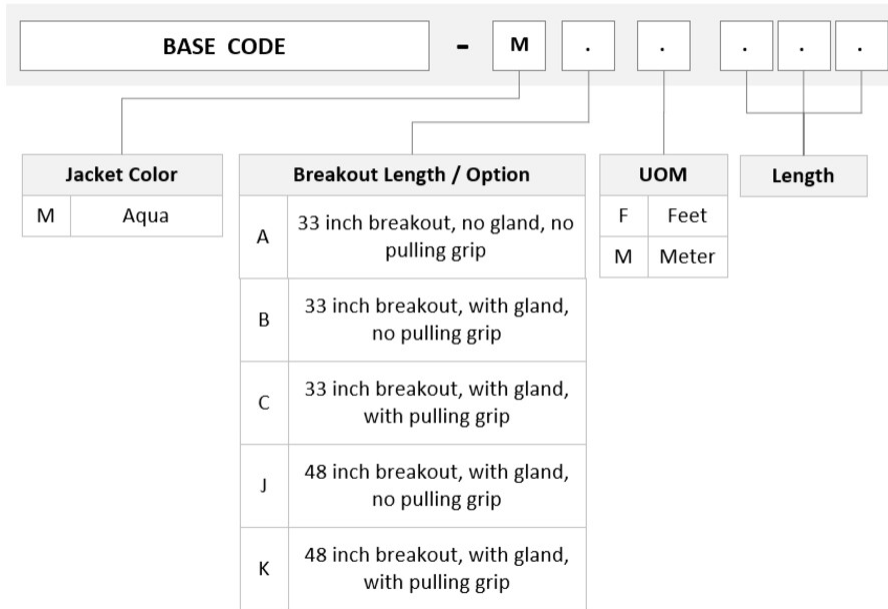 BASE CODE - M . . . . .
Jacket Color
M Aqua
Breakout Length / Option
A 33 inch breakout, no gland, no
pulling grip
B 33 inch breakout, with gland,
no pulling grip
C 33 inch breakout, with gland,
with pulling grip
J 48 inch breakout, with gland,
no pulling grip
K 48 inch breakout, with gland,
with pulling grip
UOM
F Feet
M Meter
Length